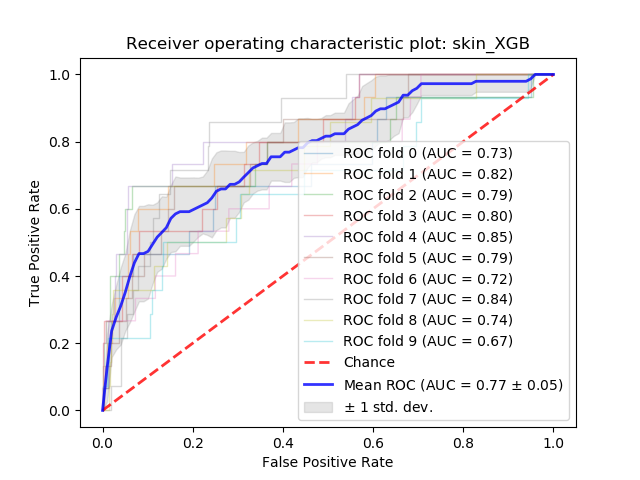 Receiver operating characteristic plot: skin_XGB
True Positive Rate
1.0
0.8
0.6
0.4
0.2
0.0
ROC fold 0 (AUC = 0.73)
ROC fold 1 (AUC = 0.82)
ROC fold 2 (AUC = 0.79)
ROC fold 3 (AUC = 0.80)
ROC fold 4 (AUC = 0.85)
ROC fold 5 (AUC = 0.79)
ROC fold 6 (AUC = 0.72)
ROC fold 7 (AUC = 0.84)
ROC fold 8 (AUC = 0.74)
ROC fold 9 (AUC = 0.67)
Chance
Mean ROC (AUC = 0.77 ± 0.05)
± 1 std. dev.
0.0 0.2 0.4 0.6 0.8 1.0
False Positive Rate